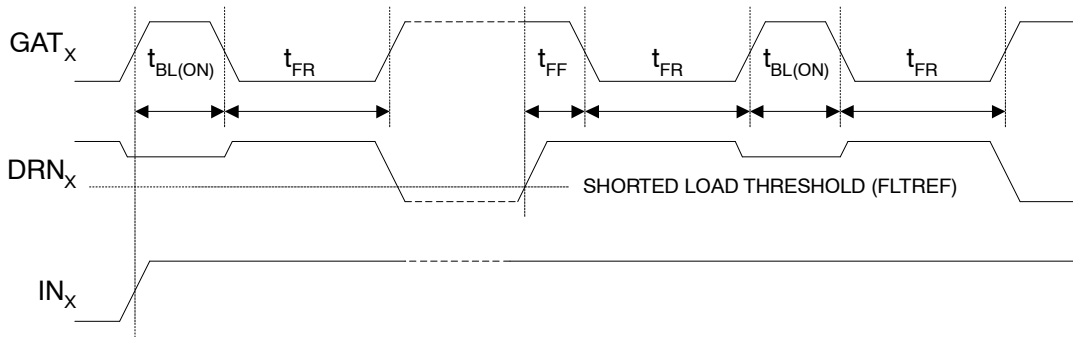 GATX
tBL(ON)
tFR
tFF
tFR
tBL(ON)
tFR
DRNX
SHORTED LOAD THRESHOLD (FLTREF)
INX